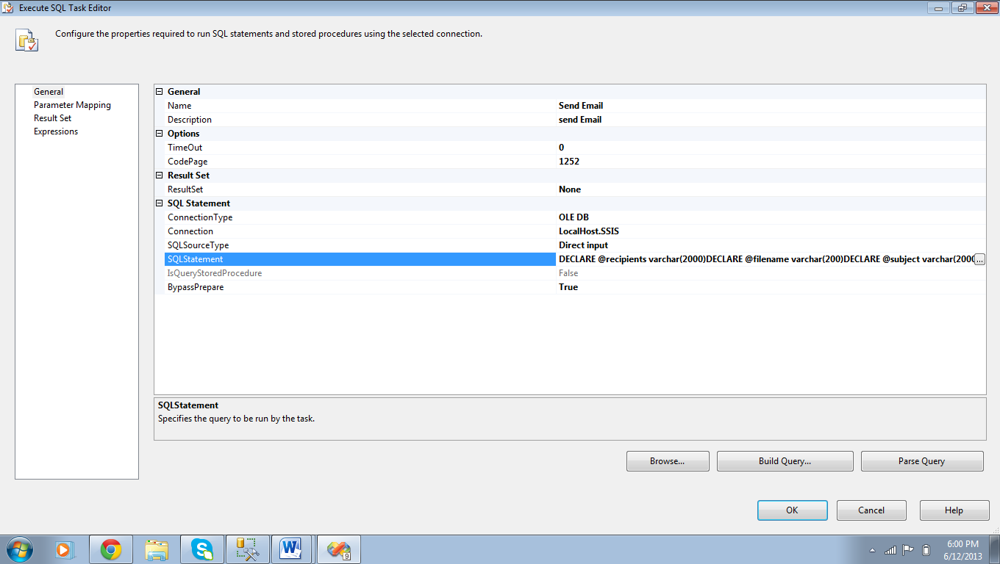 Execute SQL Task Editor
Configure the properties required to run SQL statements and stored procedures using the selected connection.
General
Parameter Mapping
Result Set
Expressions
General
Name Send Email
Description send Email
Options
TimeOut 0
CodePage 1252
Result Set
ResultSet None
SQL Statement
ConnectionType OLE DB
Connection LocalHost.SSIS
SQLSourceType Direct input
SQLStatement DECLARE @recipients varchar(2000)DECLARE @filename varchar(200)DECLARE @subject varchar(2000 ...
IsQueryStoredProcedure False
BypassPrepare True
SQLStatement
Specifies the query to be run by the task.
Browse... Build Query... Parse Query
OK Cancel Help
9
6:00 PM
6/12/2013